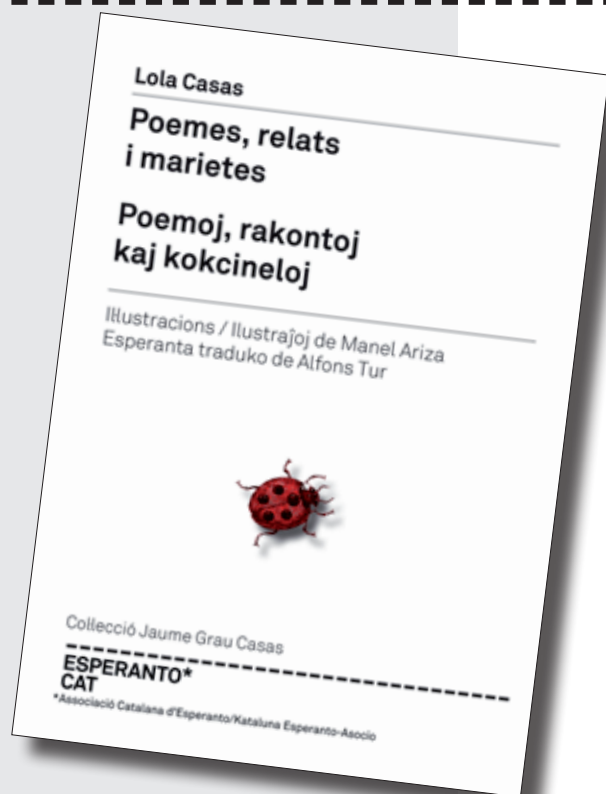 Lola Casas
Poemes, relats
i marietes
Poemoj, rakontoj
kaj kokcineloj
Il·lustracions / Ilustraĵoj de Manel Ariza
Esperanta traduko de Alfons Tur
Col·lecció Jaume Grau Casas
ESPERANTO*
CAT
*Associació Catalana d'Esperanto/Kataluna Esperanto-Asocio